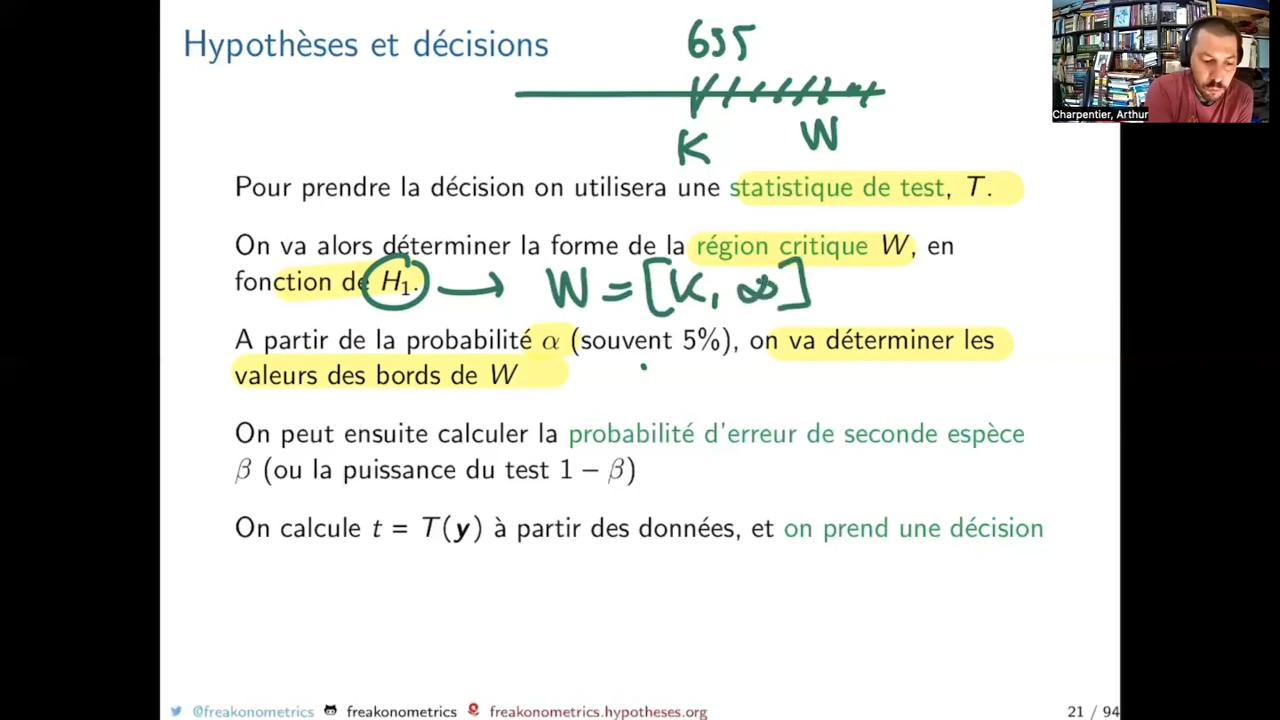 Hypothèses et décisions
655
K
W
Charpentier, Arthur
Pour prendre la décision on utilisera une statistique de test, T.
On va alors déterminer la forme de la région critique W, en
fonction de H₁. → W = [K, ∞]
A partir de la probabilité α (souvent 5%), on va déterminer les
valeurs des bords de W
On peut ensuite calculer la probabilité d'erreur de seconde espèce
β (ou la puissance du test 1 − β)
On calcule t = T(y) à partir des données, et on prend une décision
@freakonometrics freakonometrics freakonometrics.hypotheses.org 21 / 94